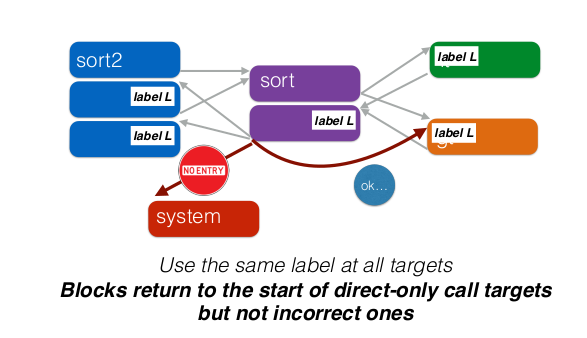 sort2
label L
label L
sort
label L
label L
label L
NO ENTRY
ok...
system
Use the same label at all targets
Blocks return to the start of direct-only call targets
but not incorrect ones